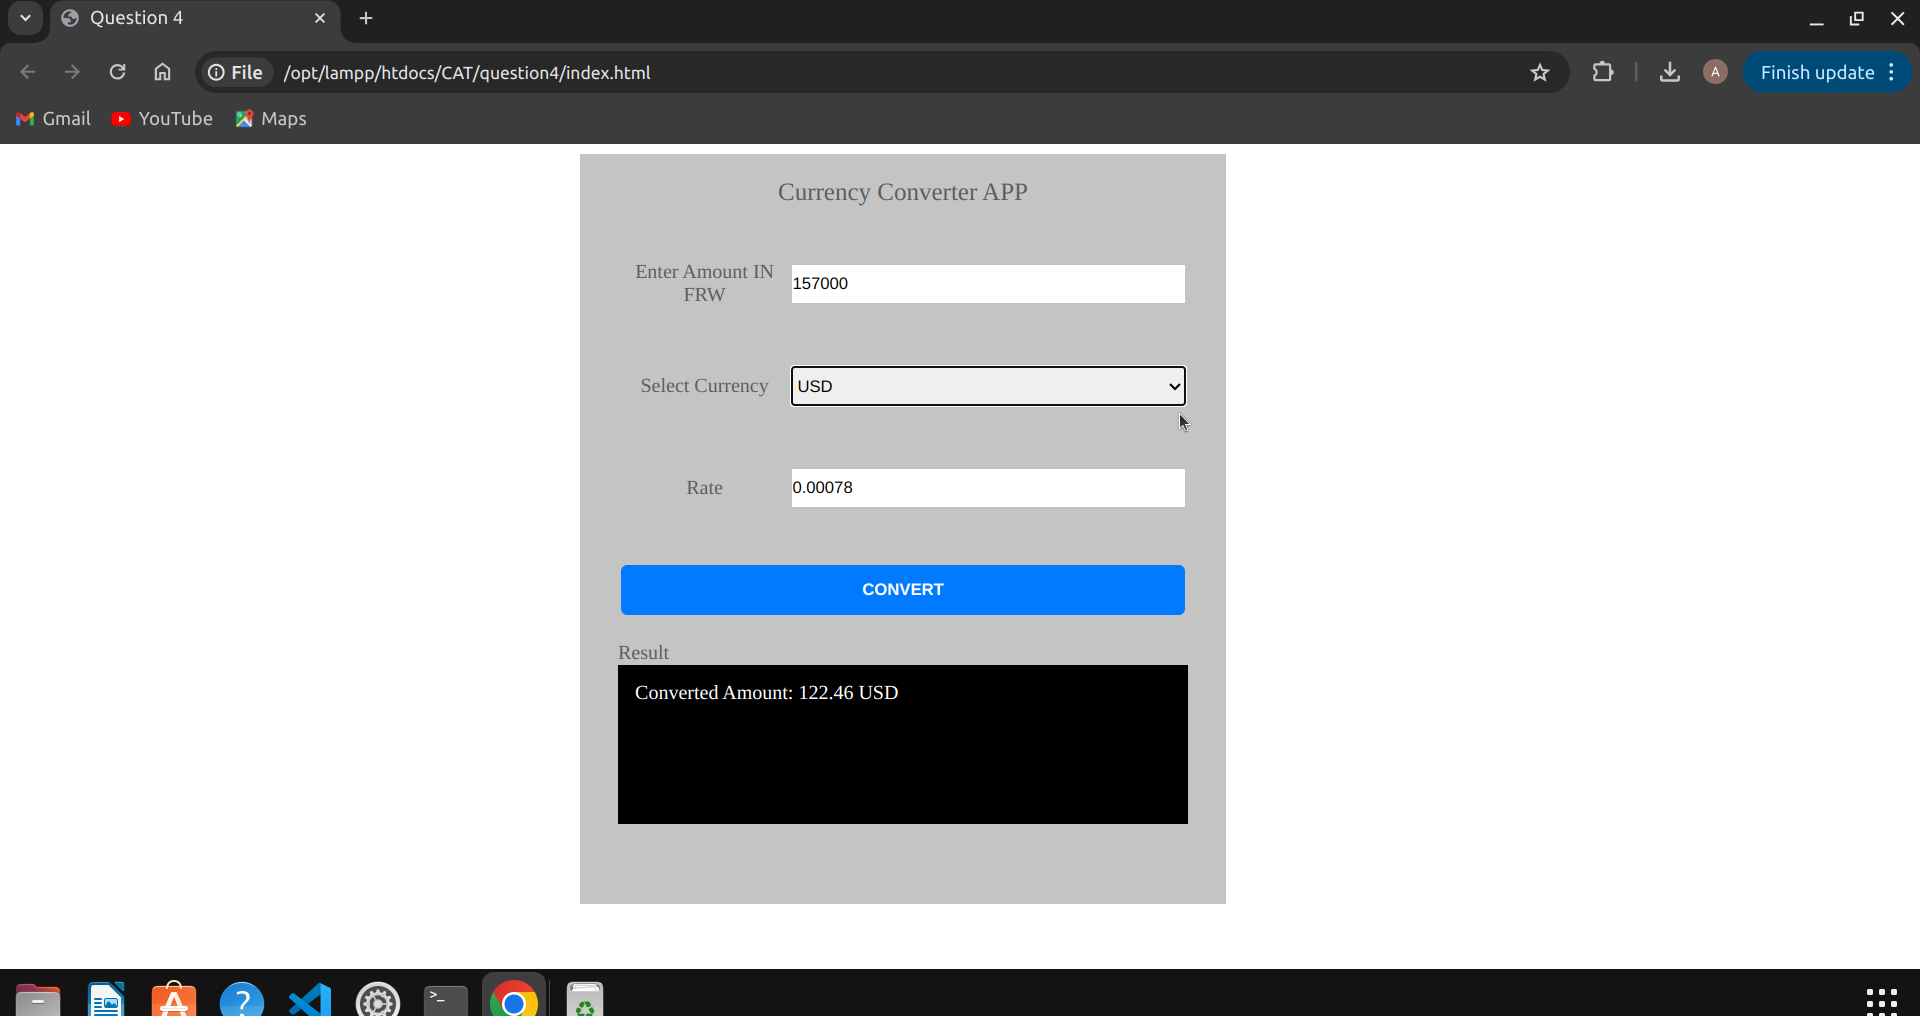 Question 4
File /opt/lampp/htdocs/CAT/question4/index.html
A
Finish update
Gmail YouTube Maps
Currency Converter APP
Enter Amount IN
FRW
157000
Select Currency
USD
Rate
0.00078
CONVERT
Result
Converted Amount: 122.46 USD